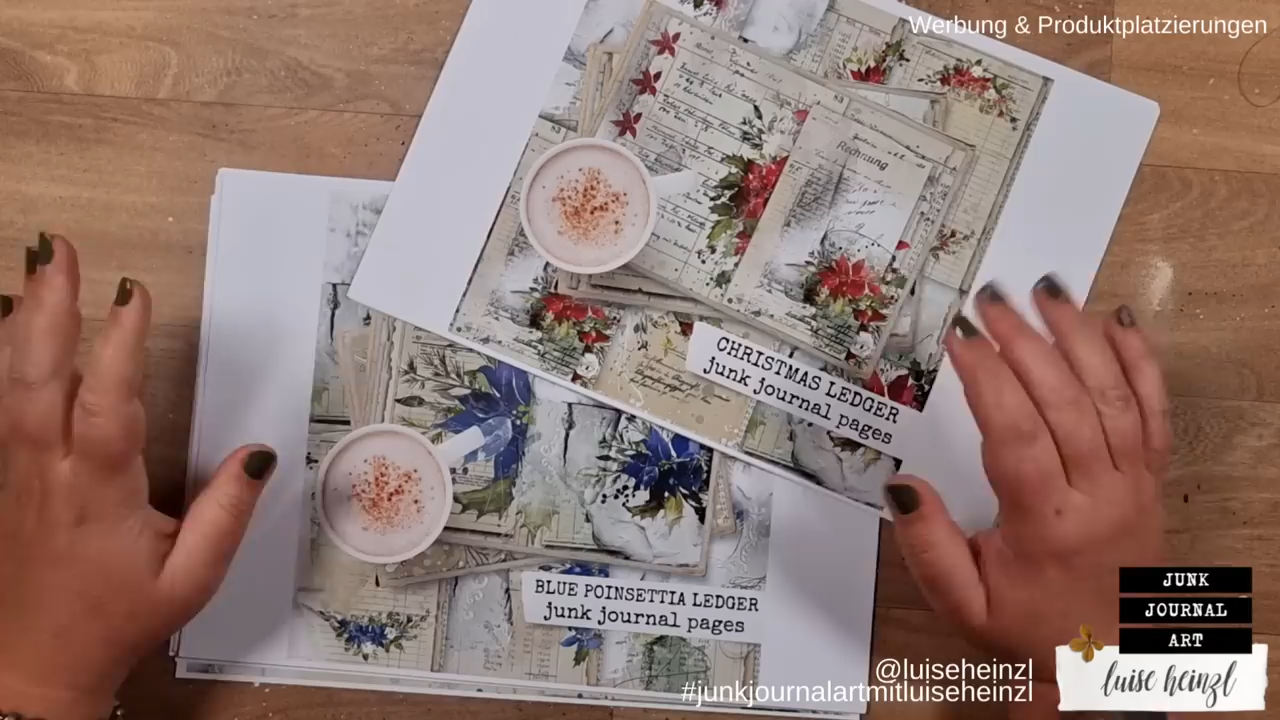 Werbung & Produktplatzierungen
Rechnung
CHRISTMAS LEDGER
junk journal pages
BLUE POINSETTIA LEDGER
junk journal pages
@luiseheinzl
#junkjournalartmitluiseheinzl
JUNK
JOURNAL
ART
luise heinzl